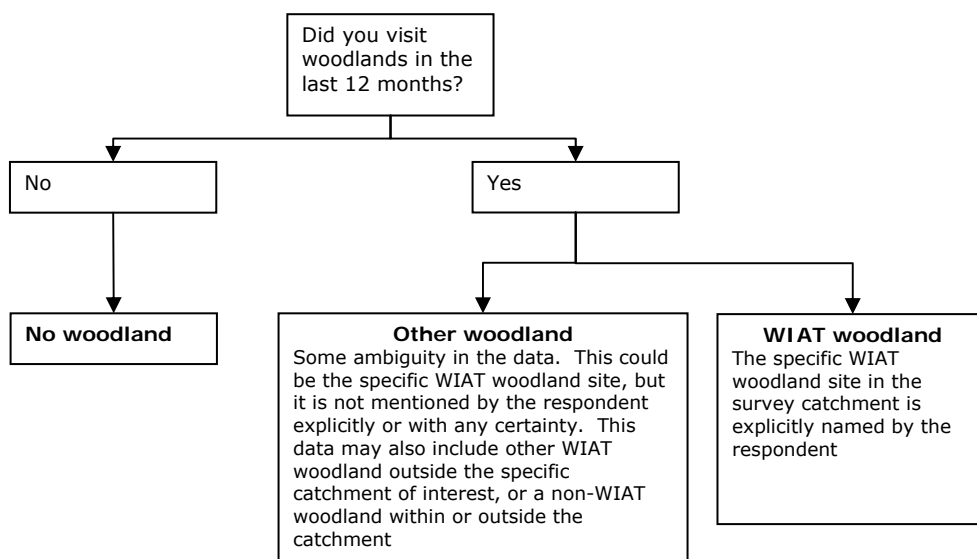 Did you visit
woodlands in the
last 12 months?
No
Yes
No woodland
Other woodland
Some ambiguity in the data.  This could
be the specific WIAT woodland site, but
it is not mentioned by the respondent
explicitly or with any certainty.  This
data may also include other WIAT
woodland outside the specific
catchment of interest, or a non-WIAT
woodland within or outside the
catchment
WIAT woodland
The specific WIAT
woodland site in the
survey catchment is
explicitly named by the
respondent